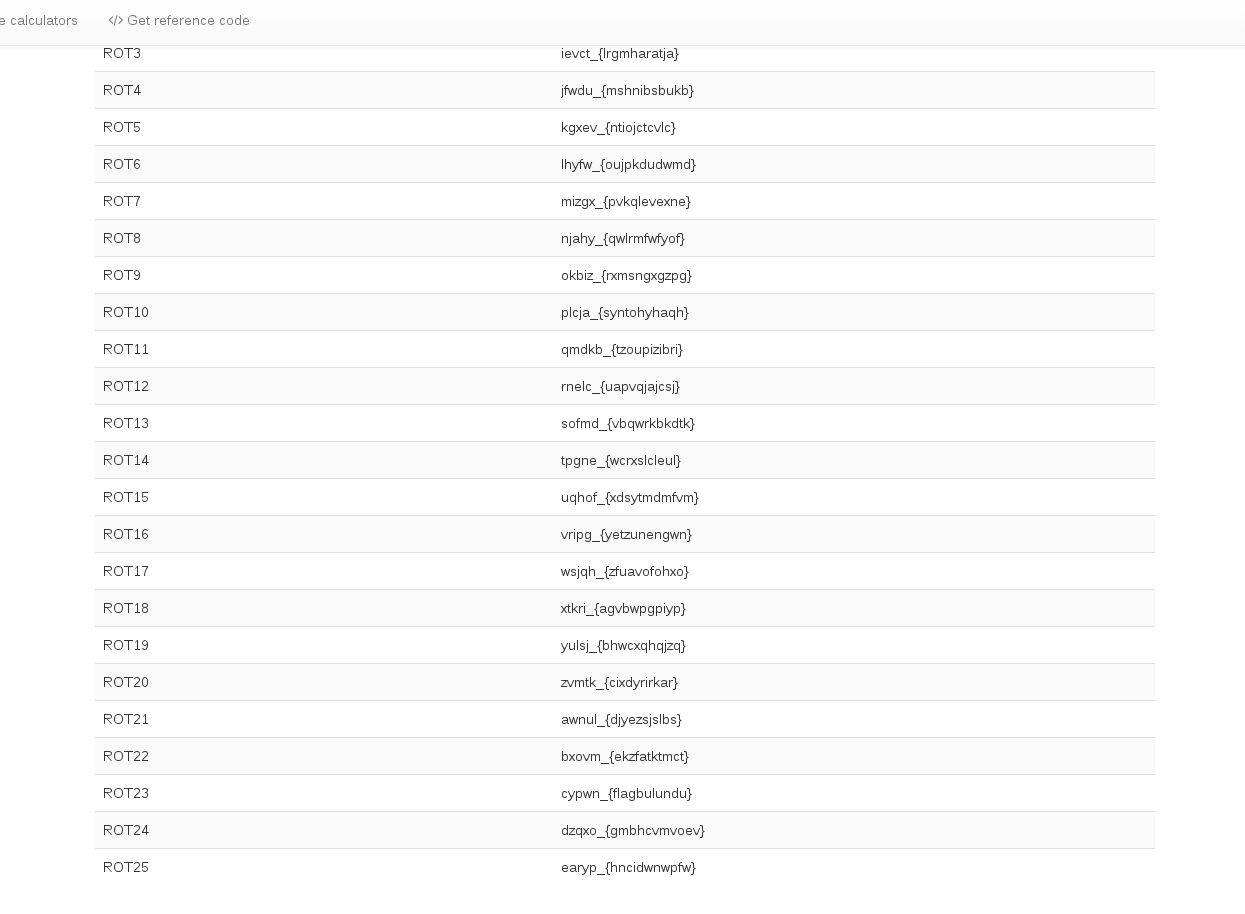 e calculators </> Get reference code
ROT3 ievct_{lrgmharatja}
ROT4 jfwdu_{mshnibsbukb}
ROT5 kgxev_{ntiojctcvlc}
ROT6 lhyfw_{oujpkdudwmd}
ROT7 mizgx_{pvkqlevexne}
ROT8 njahy_{qwlrmfwfyof}
ROT9 okbiz_{rxmsngxgzpg}
ROT10 plcja_{syntohyhaqh}
ROT11 qmdkb_{tzoupizibri}
ROT12 rnelc_{uapvqjajcsj}
ROT13 sofmd_{vbqwrkbkdtk}
ROT14 tpgne_{wcrxslcleul}
ROT15 uqhof_{xdsytmdmfvm}
ROT16 vripg_{yetzunengwn}
ROT17 wsjqh_{zfuavofohxo}
ROT18 xtkri_{agvbwpgpiyp}
ROT19 yulsj_{bhwcxqhqjzq}
ROT20 zvmtk_{cixdyrirkar}
ROT21 awnul_{djyezsjslbs}
ROT22 bxovm_{ekzfatktmct}
ROT23 cypwn_{flagbulundu}
ROT24 dzqxo_{gmbhcvmvoev}
ROT25 earyp_{hncidwnwpfw}